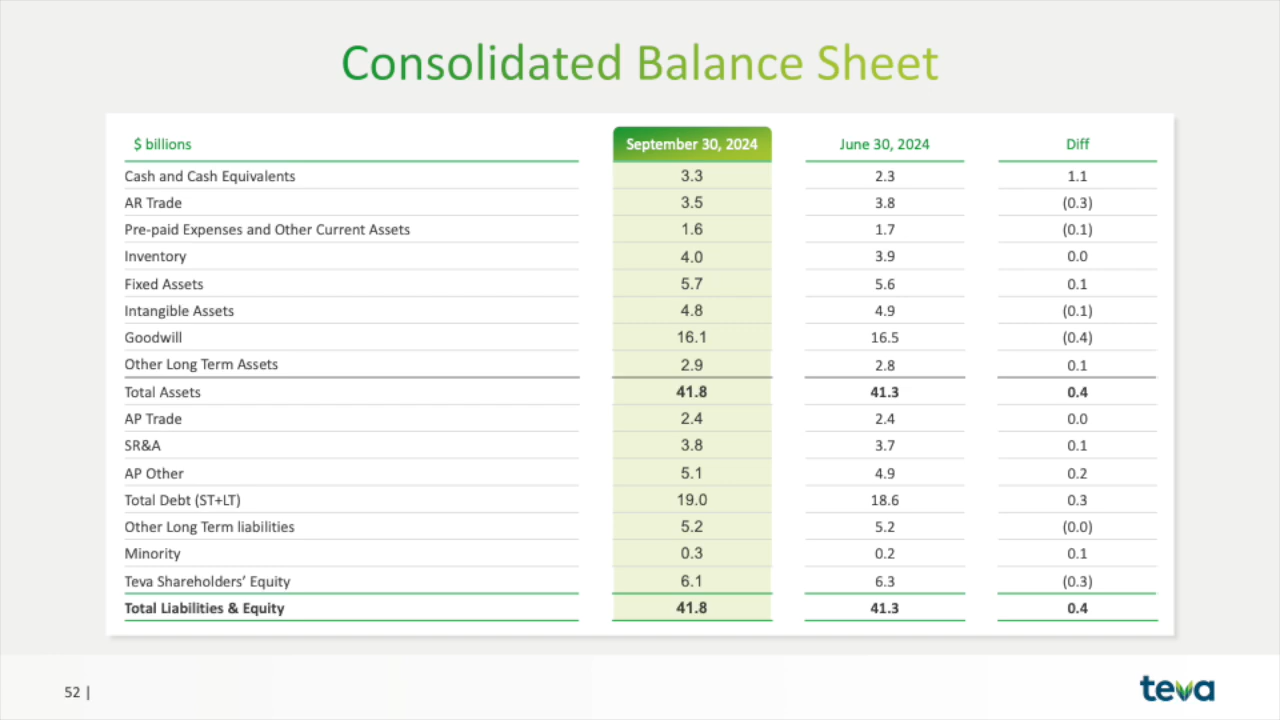 Consolidated Balance Sheet
$ billions September 30, 2024 June 30, 2024 Diff
Cash and Cash Equivalents 3.3 2.3 1.1
AR Trade 3.5 3.8 (0.3)
Pre-paid Expenses and Other Current Assets 1.6 1.7 (0.1)
Inventory 4.0 3.9 0.0
Fixed Assets 5.7 5.6 0.1
Intangible Assets 4.8 4.9 (0.1)
Goodwill 16.1 16.5 (0.4)
Other Long Term Assets 2.9 2.8 0.1
Total Assets 41.8 41.3 0.4
AP Trade 2.4 2.4 0.0
SR&A 3.8 3.7 0.1
AP Other 5.1 4.9 0.2
Total Debt (ST+LT) 19.0 18.6 0.3
Other Long Term liabilities 5.2 5.2 (0.0)
Minority 0.3 0.2 0.1
Teva Shareholders’ Equity 6.1 6.3 (0.3)
Total Liabilities & Equity 41.8 41.3 0.4
52 |
teva